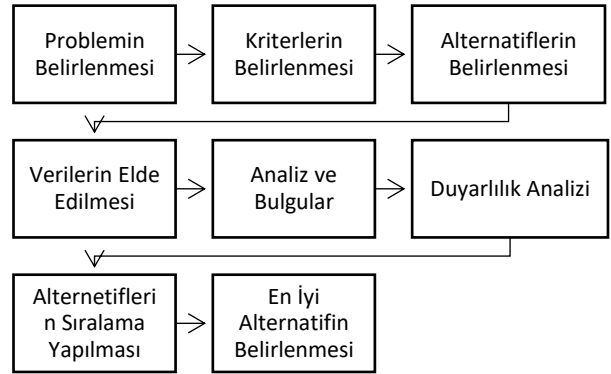 Problemin
Belirlenmesi
Kriterlerin
Belirlenmesi
Alternatiflerin
Belirlenmesi
Verilerin Elde
Edilmesi
Analiz ve
Bulgular
Duyarlılık Analizi
Alternetifleri
n Sıralama
Yapılması
En İyi
Alternatifin
Belirlenmesi